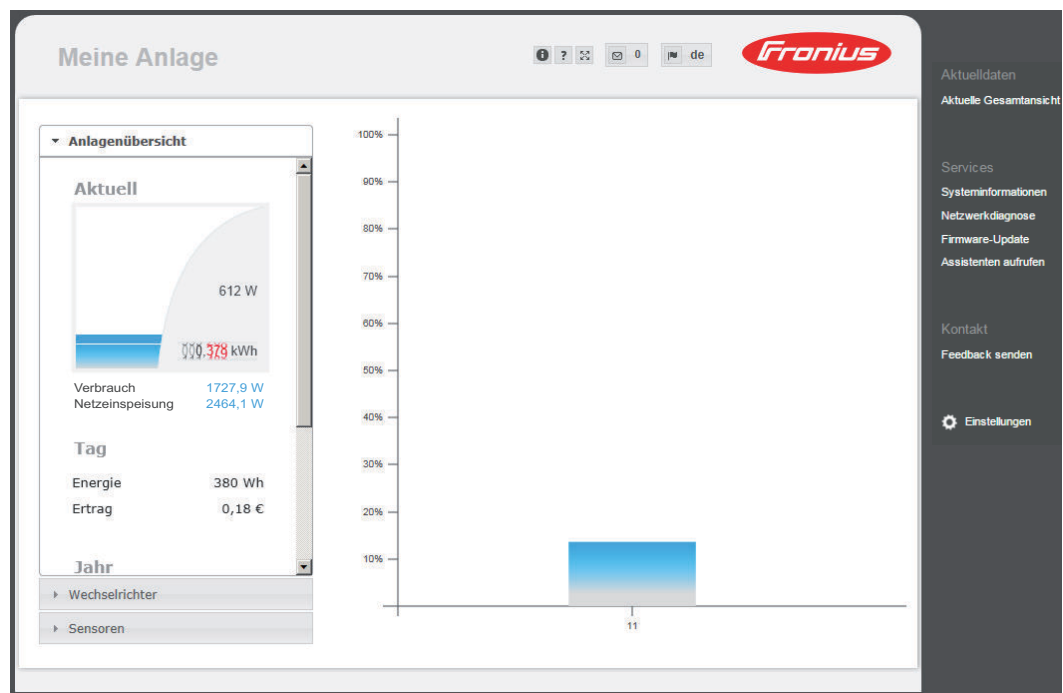 Meine Anlage
i ? 0 de
Fronius
Anlagenübersicht
Aktuell
612 W
000.379 kWh
Verbrauch 1727,9 W
Netzeinspeisung 2464,1 W
Tag
Energie 380 Wh
Ertrag 0,18 €
Jahr
Wechselrichter
Sensoren
100%
90%
80%
70%
60%
50%
40%
30%
20%
10%
11
Aktuelldaten
Aktuelle Gesamtansicht
Services
Systeminformationen
Netzwerkdiagnose
Firmware-Update
Assistenten aufrufen
Kontakt
Feedback senden
Einstellungen